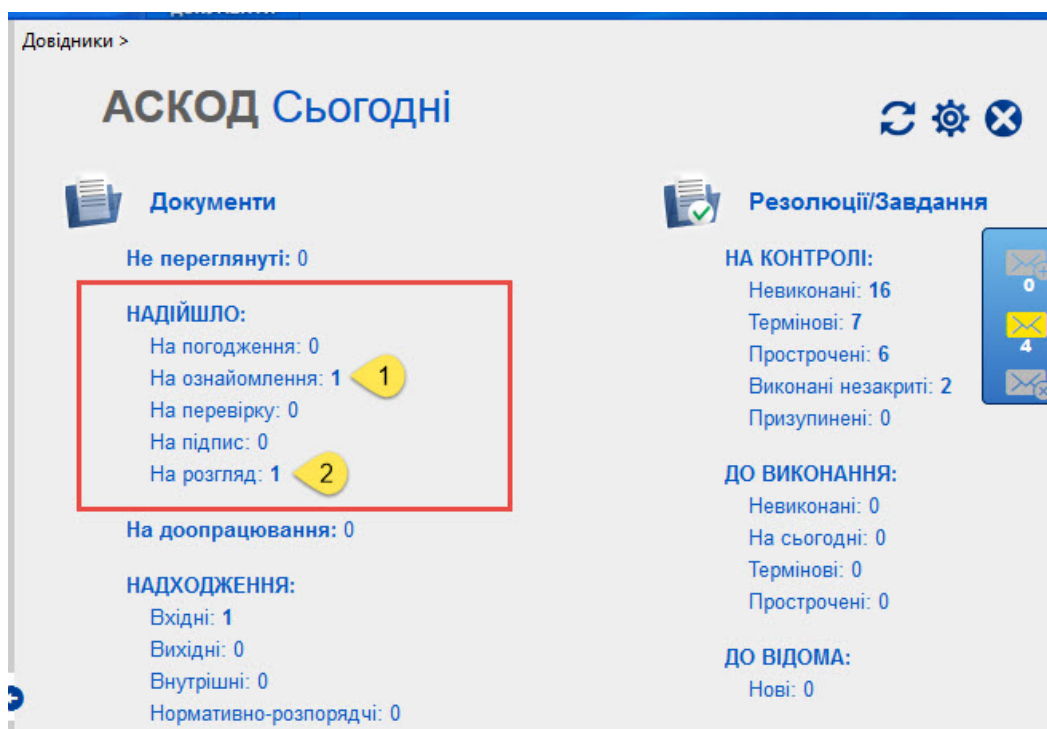 Довідники >
АСКОД Сьогодні
Документи
Не переглянуті: 0
НАДІЙШЛО:
На погодження: 0
На ознайомлення: 1
1
На перевірку: 0
На підпис: 0
На розгляд: 1
2
На доопрацювання: 0
НАДХОДЖЕННЯ:
Вхідні: 1
Вихідні: 0
Внутрішні: 0
Нормативно-розпорядчі: 0
Резолюції/Завдання
НА КОНТРОЛІ:
Невиконані: 16
Термінові: 7
Прострочені: 6
Виконані незакриті: 2
Призупинені: 0
ДО ВИКОНАННЯ:
Невиконані: 0
На сьогодні: 0
Термінові: 0
Прострочені: 0
ДО ВІДОМА:
Нові: 0
0
4